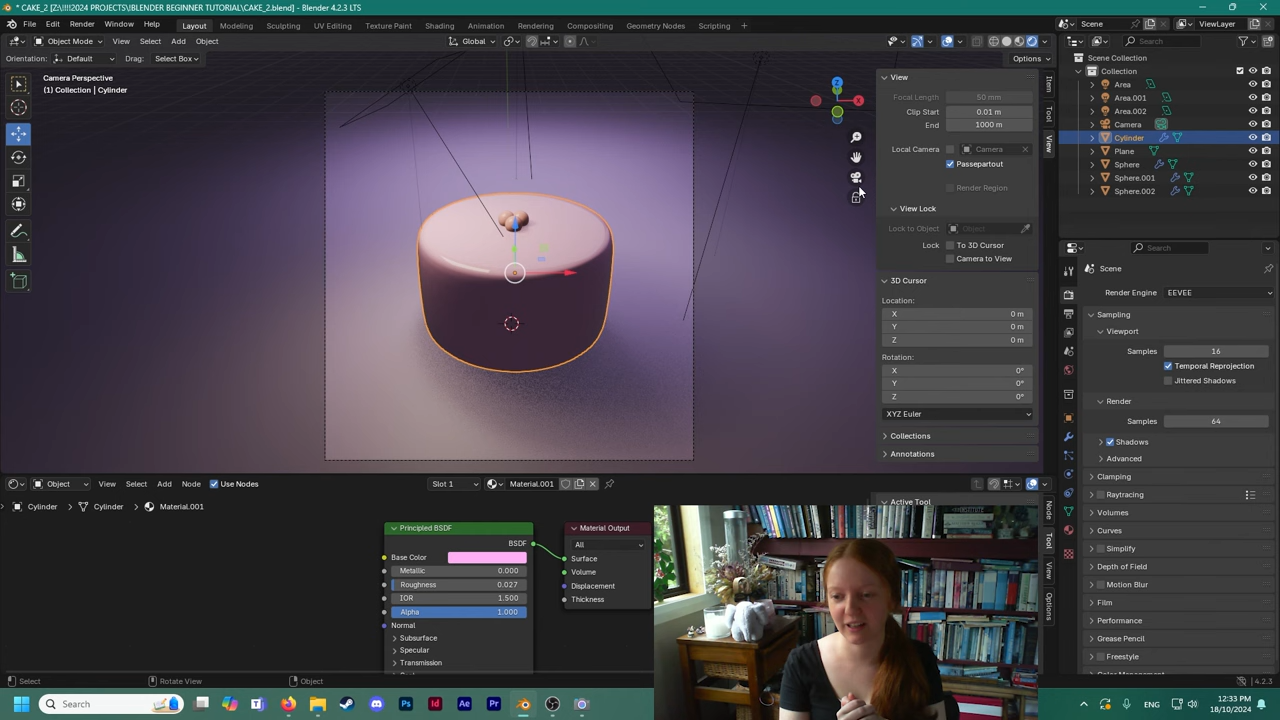 * CAKE_2 [Z:\!!!!2024 PROJECTS\BLENDER BEGINNER TUTORIAL\CAKE_2.blend] - Blender 4.2.3 LTS
File Edit Render Window Help Layout Modeling Sculpting UV Editing Texture Paint Shading Animation Rendering Compositing Geometry Nodes Scripting + Scene ViewLayer
Object Mode View Select Add Object Global Search
Orientation: Default Drag: Select Box Options
Camera Perspective
(1) Collection | Cylinder
Z
X
View
Focal Length 50 mm
Clip Start 0.01 m
End 1000 m
Local Camera Camera
Passepartout
Render Region
View Lock
Lock to Object Object
Lock To 3D Cursor
Camera to View
3D Cursor
Location:
X 0 m
Y 0 m
Z 0 m
Rotation:
X 0°
Y 0°
Z 0°
XYZ Euler
Collections
Annotations
Item
Tool
View
Scene Collection
Collection
Area
Area.001
Area.002
Camera
Cylinder
Plane
Sphere
Sphere.001
Sphere.002
Search
Scene
Render Engine EEVEE
Sampling
Viewport
Samples 16
Temporal Reprojection
Jittered Shadows
Render
Samples 64
Shadows
Advanced
Clamping
Raytracing
Volumes
Curves
Simplify
Depth of Field
Motion Blur
Film
Performance
Grease Pencil
Freestyle
Object View Select Add Node Use Nodes Slot 1 Material.001
Cylinder Cylinder Material.001
Active Tool
Node
Tool
View
Options
Principled BSDF
BSDF
Base Color
Metallic 0.000
Roughness 0.027
IOR 1.500
Alpha 1.000
Normal
Subsurface
Specular
Transmission
Material Output
All
Surface
Volume
Displacement
Thickness
Select Rotate View Object 4.2.3
Search ENG 12:33 PM
18/10/2024